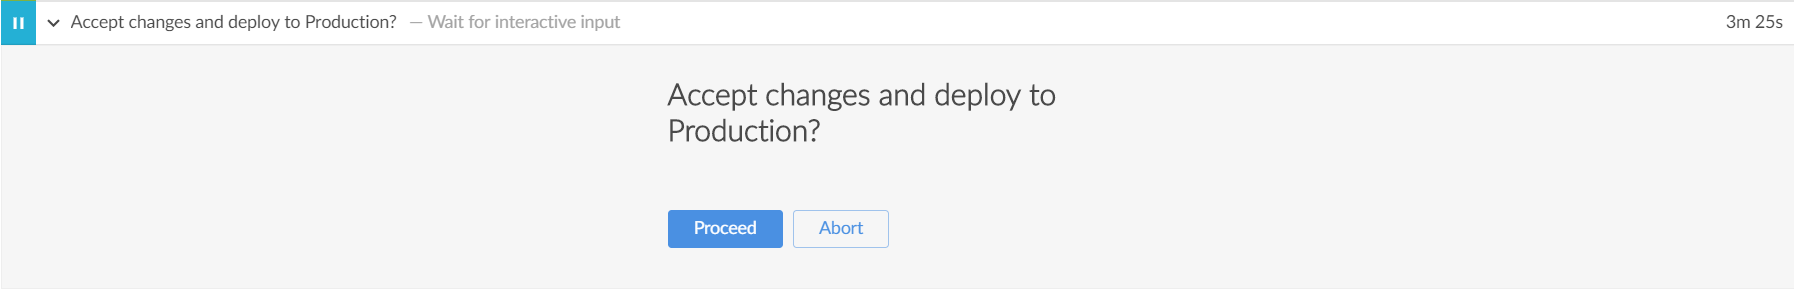 Accept changes and deploy to Production? — Wait for interactive input 3m 25s
Accept changes and deploy to
Production?
Proceed Abort